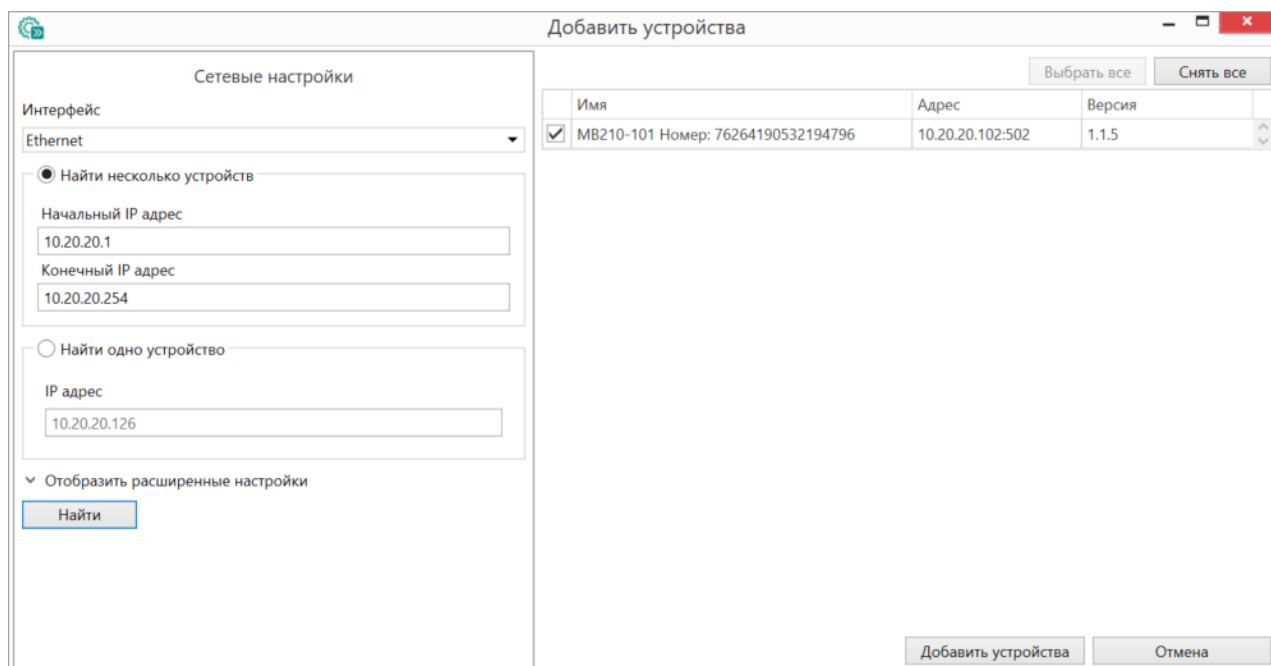 Добавить устройства
Сетевые настройки
Интерфейс
Ethernet
Найти несколько устройств
Начальный IP адрес
10.20.20.1
Конечный IP адрес
10.20.20.254
Найти одно устройство
IP адрес
10.20.20.126
Отобразить расширенные настройки
Найти
Выбрать все Снять все
Имя Адрес Версия
МВ210-101 Номер: 76264190532194796 10.20.20.102:502 1.1.5
Добавить устройства Отмена